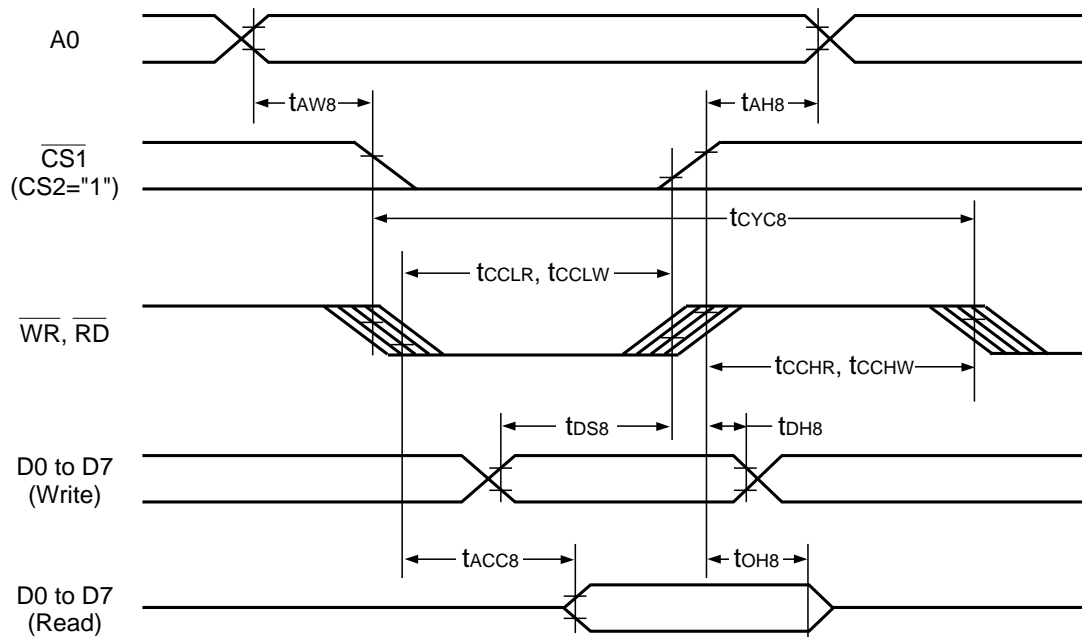 A0
tAW8
tAH8
CS1
(CS2="1")
tCYC8
tCCLR, tCCLW
WR, RD
tCCHR, tCCHW
tDS8
tDH8
D0 to D7
(Write)
tACC8
tOH8
D0 to D7
(Read)